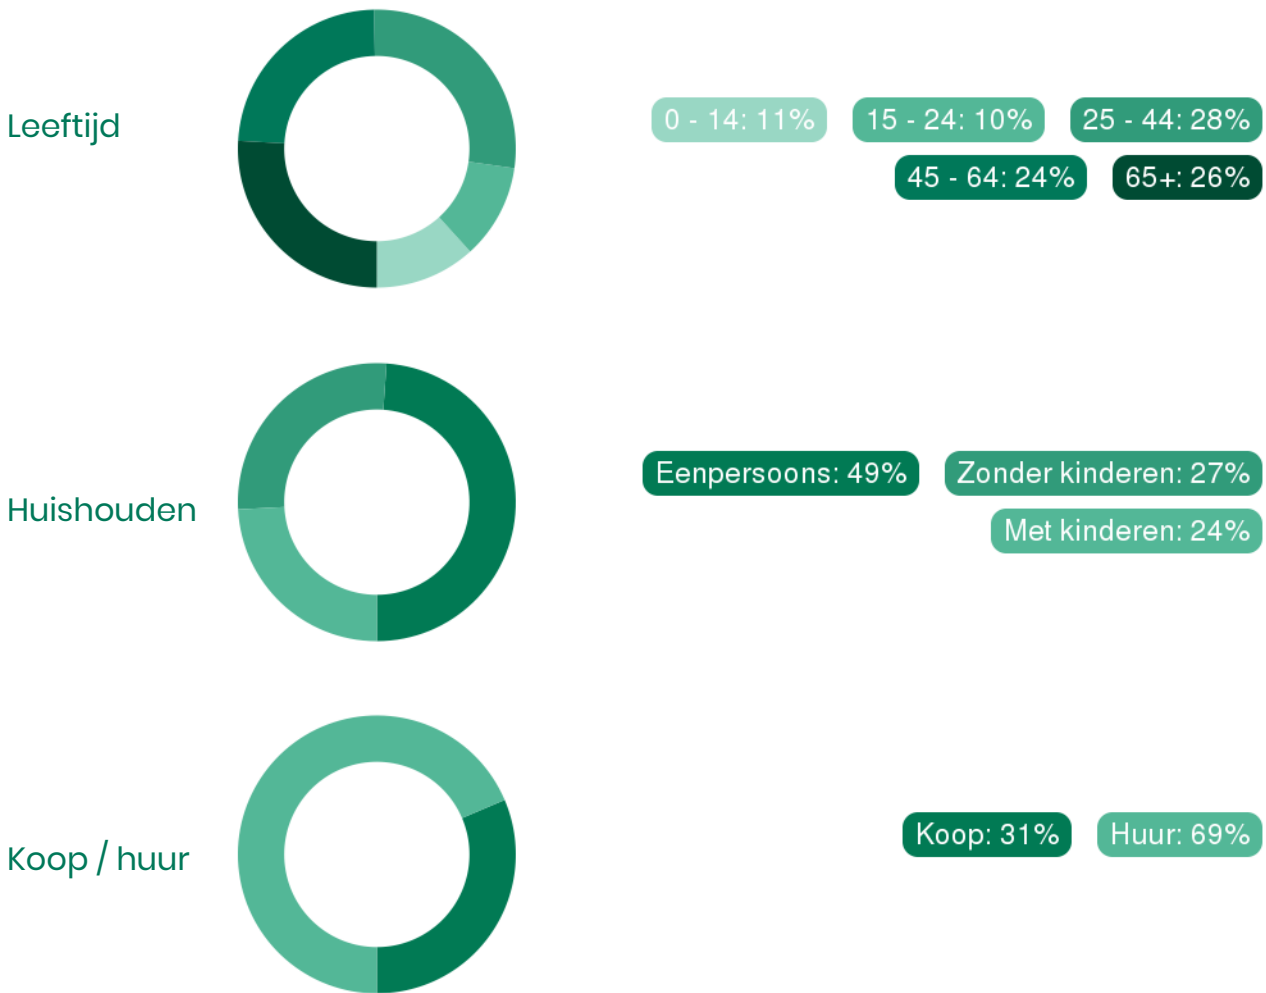 Leeftijd
0 - 14: 11% 15 - 24: 10% 25 - 44: 28%
45 - 64: 24% 65+: 26%
Huishouden
Eenpersoons: 49% Zonder kinderen: 27%
Met kinderen: 24%
Koop / huur
Koop: 31% Huur: 69%